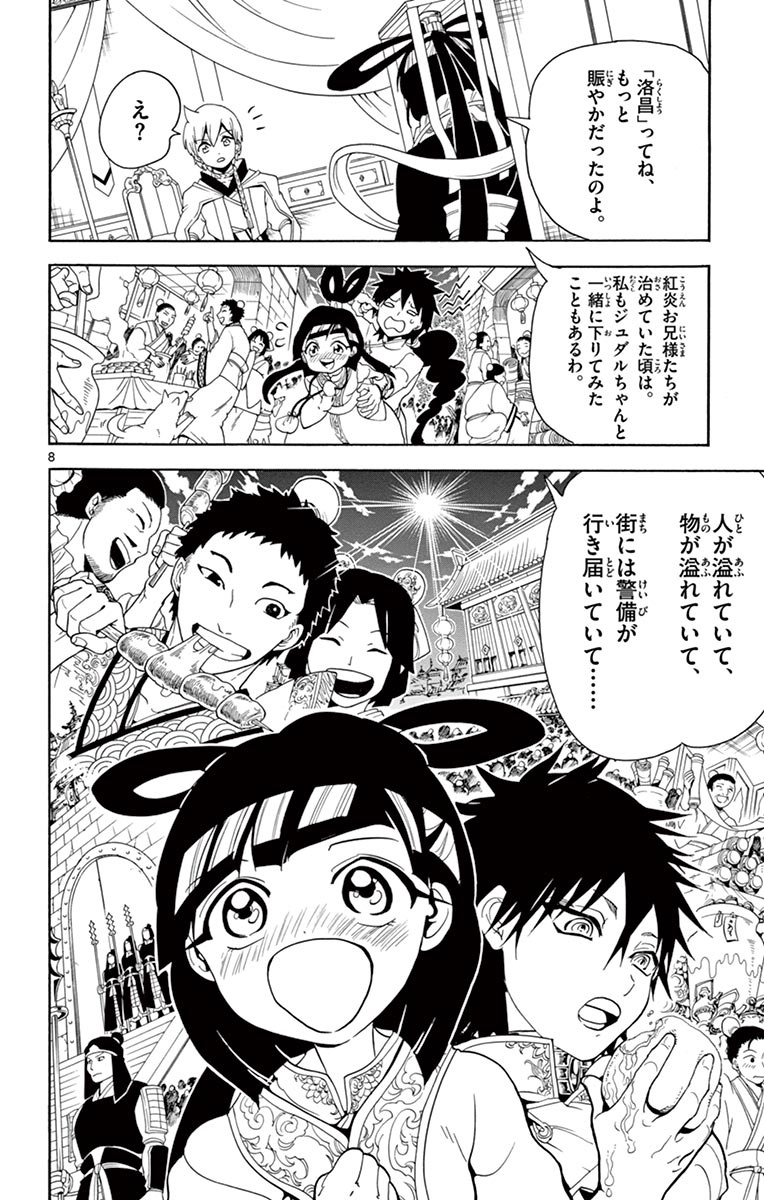 「洛昌」ってね、
もっと
賑やかだったのよ。
え?
紅炎お兄様たちが
治めていた頃は。
私もジュダルちゃんと
一緒に下りてみた
こともあるわ。
8
人が溢れていて、
物が溢れていて、
街には警備が
行き届いていて……